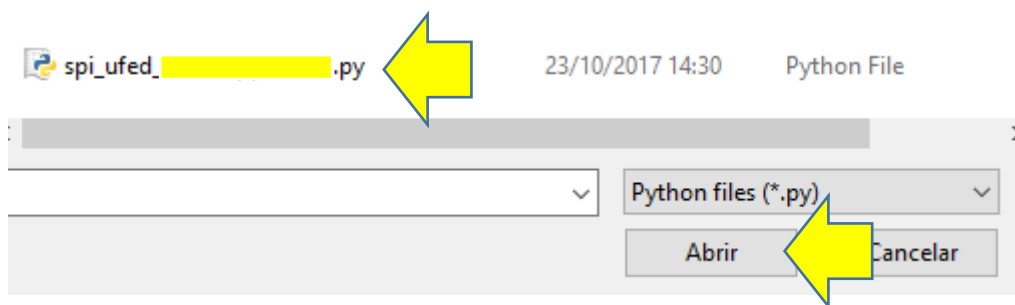 spi_ufed_ .py 23/10/2017 14:30 Python File
Python files (*.py)
Abrir Cancelar